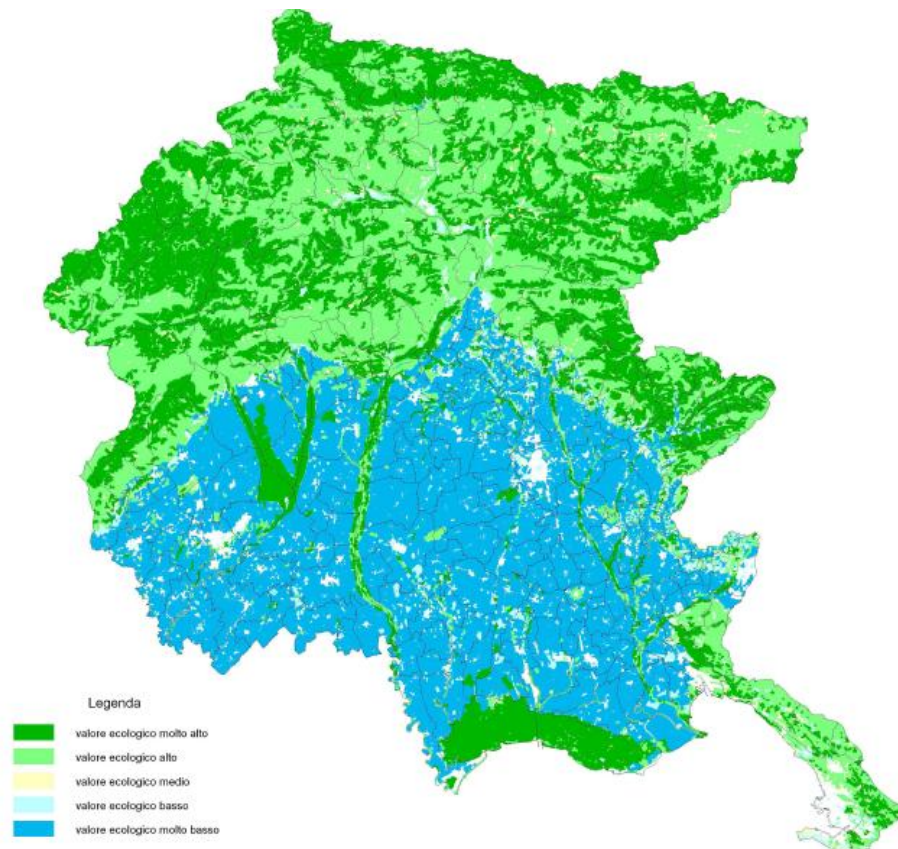 Legenda
valore ecologico molto alto
valore ecologico alto
valore ecologico medio
valore ecologico basso
valore ecologico molto basso